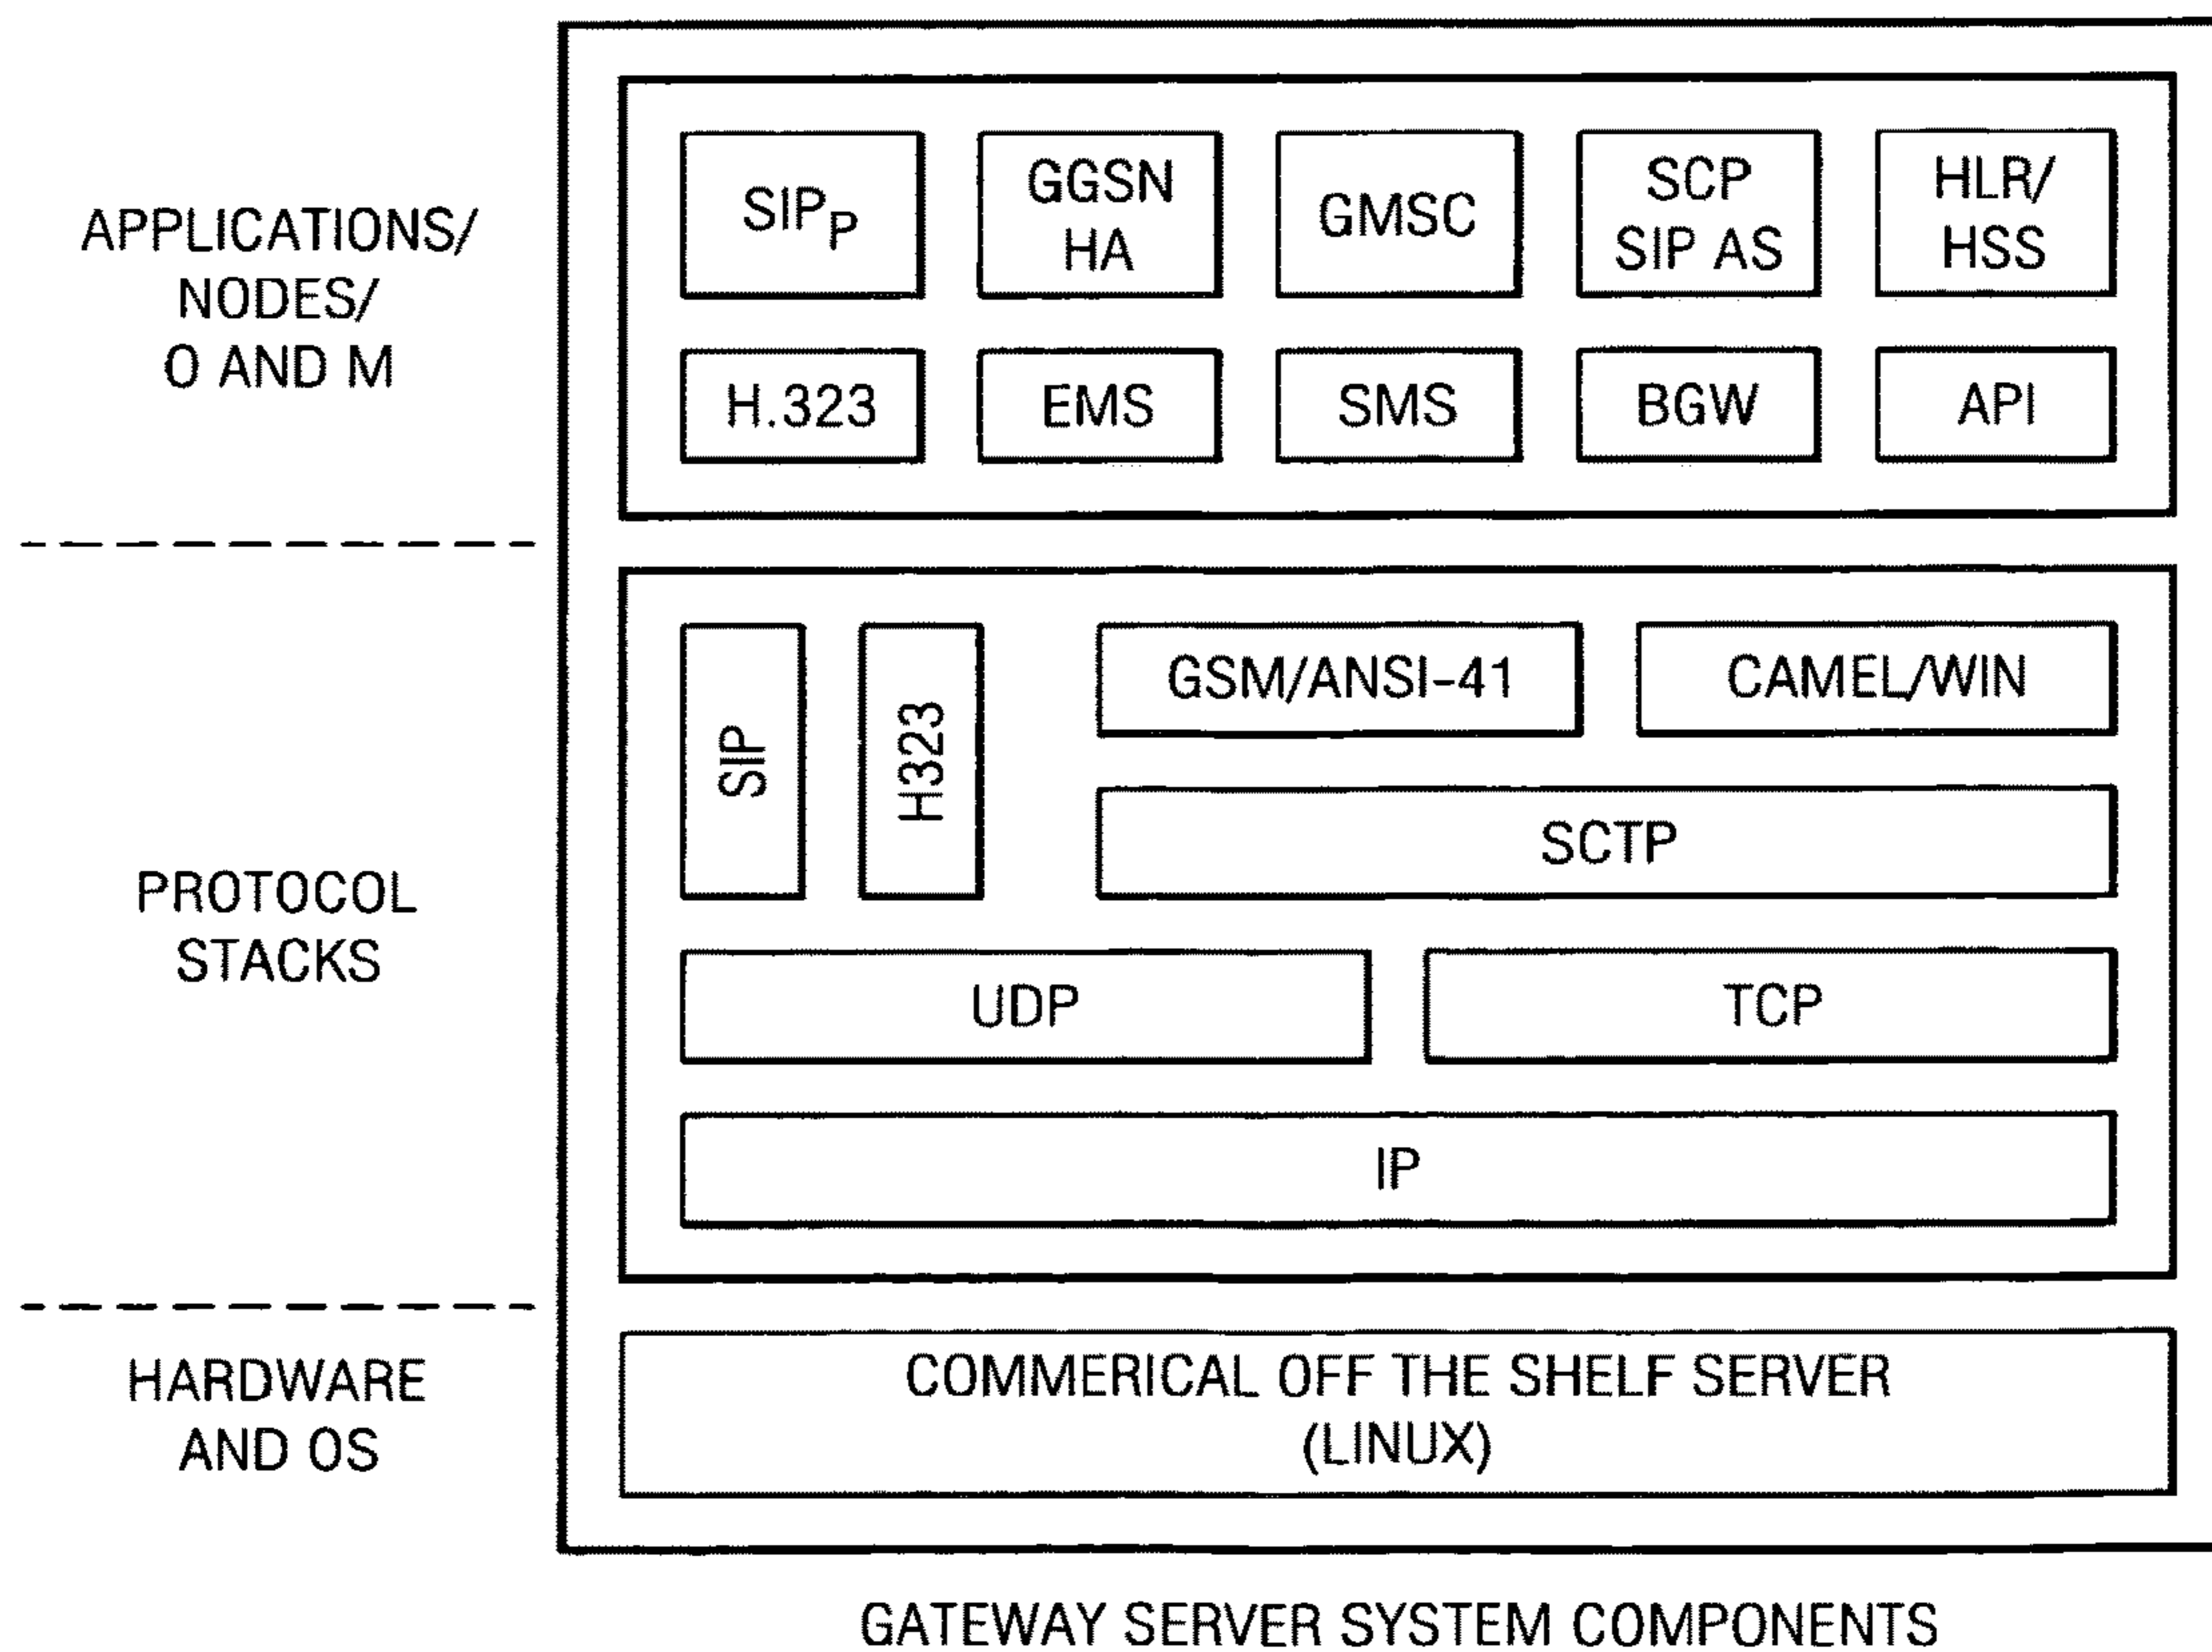 APPLICATIONS/
NODES/
O AND M
SIPP
GGSN
HA
GMSC
SCP
SIP AS
HLR/
HSS
H.323
EMS
SMS
BGW
API
PROTOCOL
STACKS
SIP
H323
GSM/ANSI-41
CAMEL/WIN
SCTP
UDP
TCP
IP
HARDWARE
AND OS
COMMERICAL OFF THE SHELF SERVER
(LINUX)
GATEWAY SERVER SYSTEM COMPONENTS